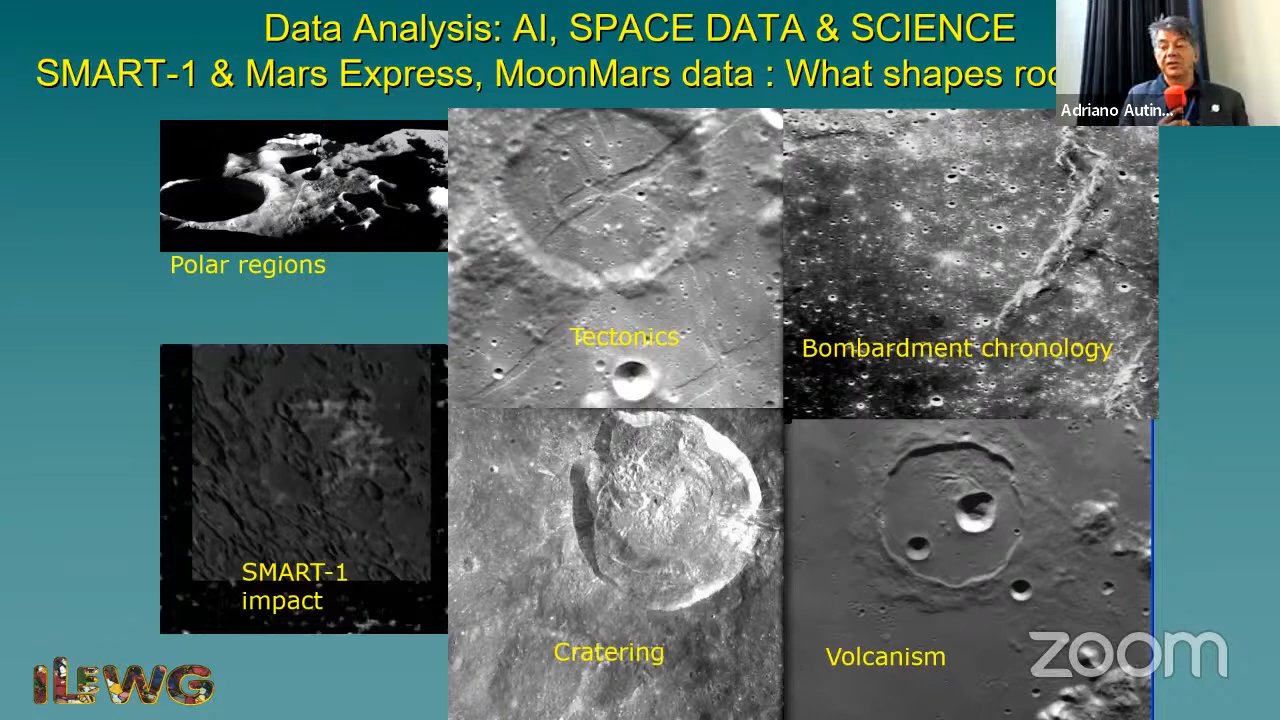 Data Analysis: AI, SPACE DATA & SCIENCE
SMART-1 & Mars Express, MoonMars data : What shapes roc
Adriano Autin...
Polar regions
Tectonics
Bombardment chronology
SMART-1
impact
Cratering
Volcanism
zoom
ILEWG